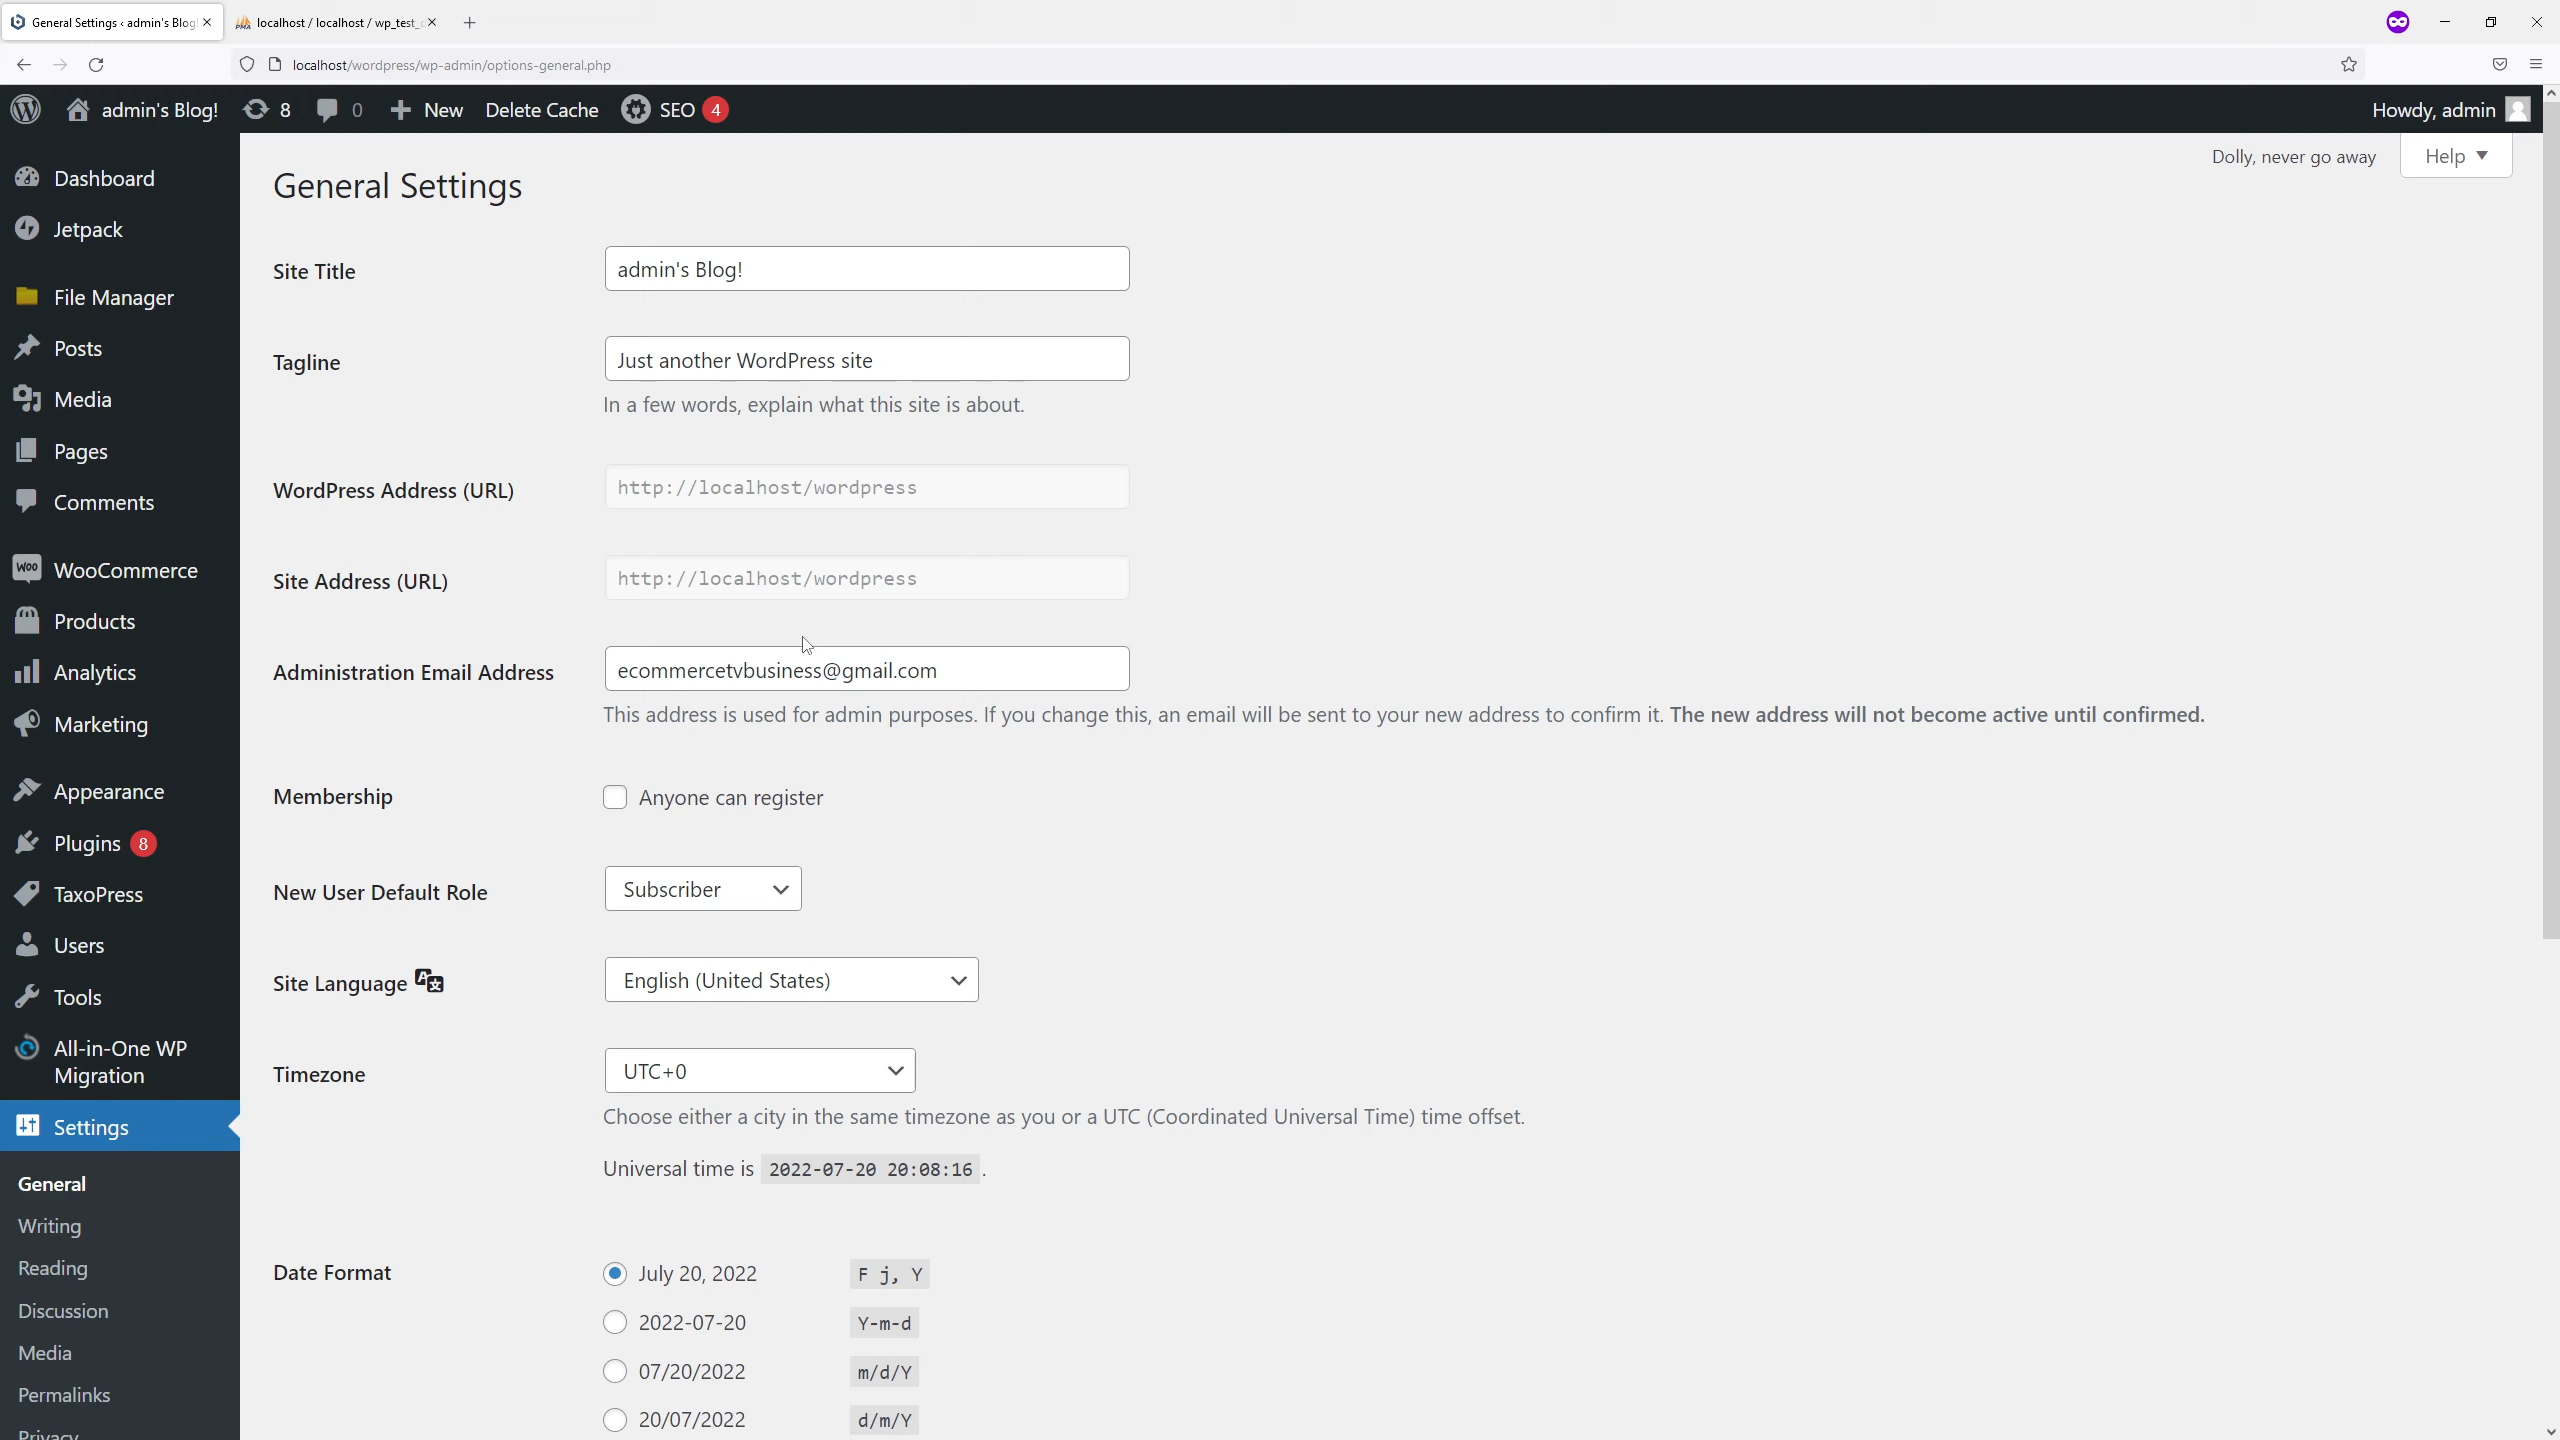 General Settings ‹ admin's Blog!
localhost / localhost / wp_test_
localhost/wordpress/wp-admin/options-general.php
admin's Blog! 8 0 New Delete Cache SEO 4
Howdy, admin
Dashboard
Jetpack
File Manager
Posts
Media
Pages
Comments
WooCommerce
Products
Analytics
Marketing
Appearance
Plugins 8
TaxoPress
Users
Tools
All-in-One WP
Migration
Settings
General
Writing
Reading
Discussion
Media
Permalinks
Privacy
Dolly, never go away
Help
General Settings
Site Title
admin's Blog!
Tagline
Just another WordPress site
In a few words, explain what this site is about.
WordPress Address (URL)
http://localhost/wordpress
Site Address (URL)
http://localhost/wordpress
Administration Email Address
ecommercetvbusiness@gmail.com
This address is used for admin purposes. If you change this, an email will be sent to your new address to confirm it. The new address will not become active until confirmed.
Membership
Anyone can register
New User Default Role
Subscriber
Site Language
English (United States)
Timezone
UTC+0
Choose either a city in the same timezone as you or a UTC (Coordinated Universal Time) time offset.
Universal time is 2022-07-20 20:08:16 .
Date Format
July 20, 2022 F j, Y
2022-07-20 Y-m-d
07/20/2022 m/d/Y
20/07/2022 d/m/Y